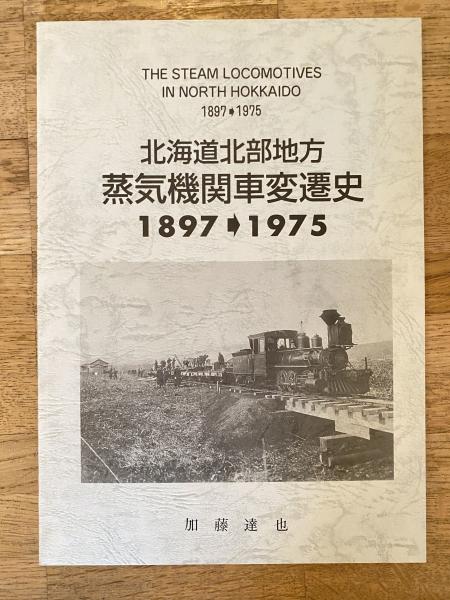 THE STEAM LOCOMOTIVES
IN NORTH HOKKAIDO
1897➧1975
北海道北部地方
蒸気機関車変遷史
1897➧1975
加藤達也